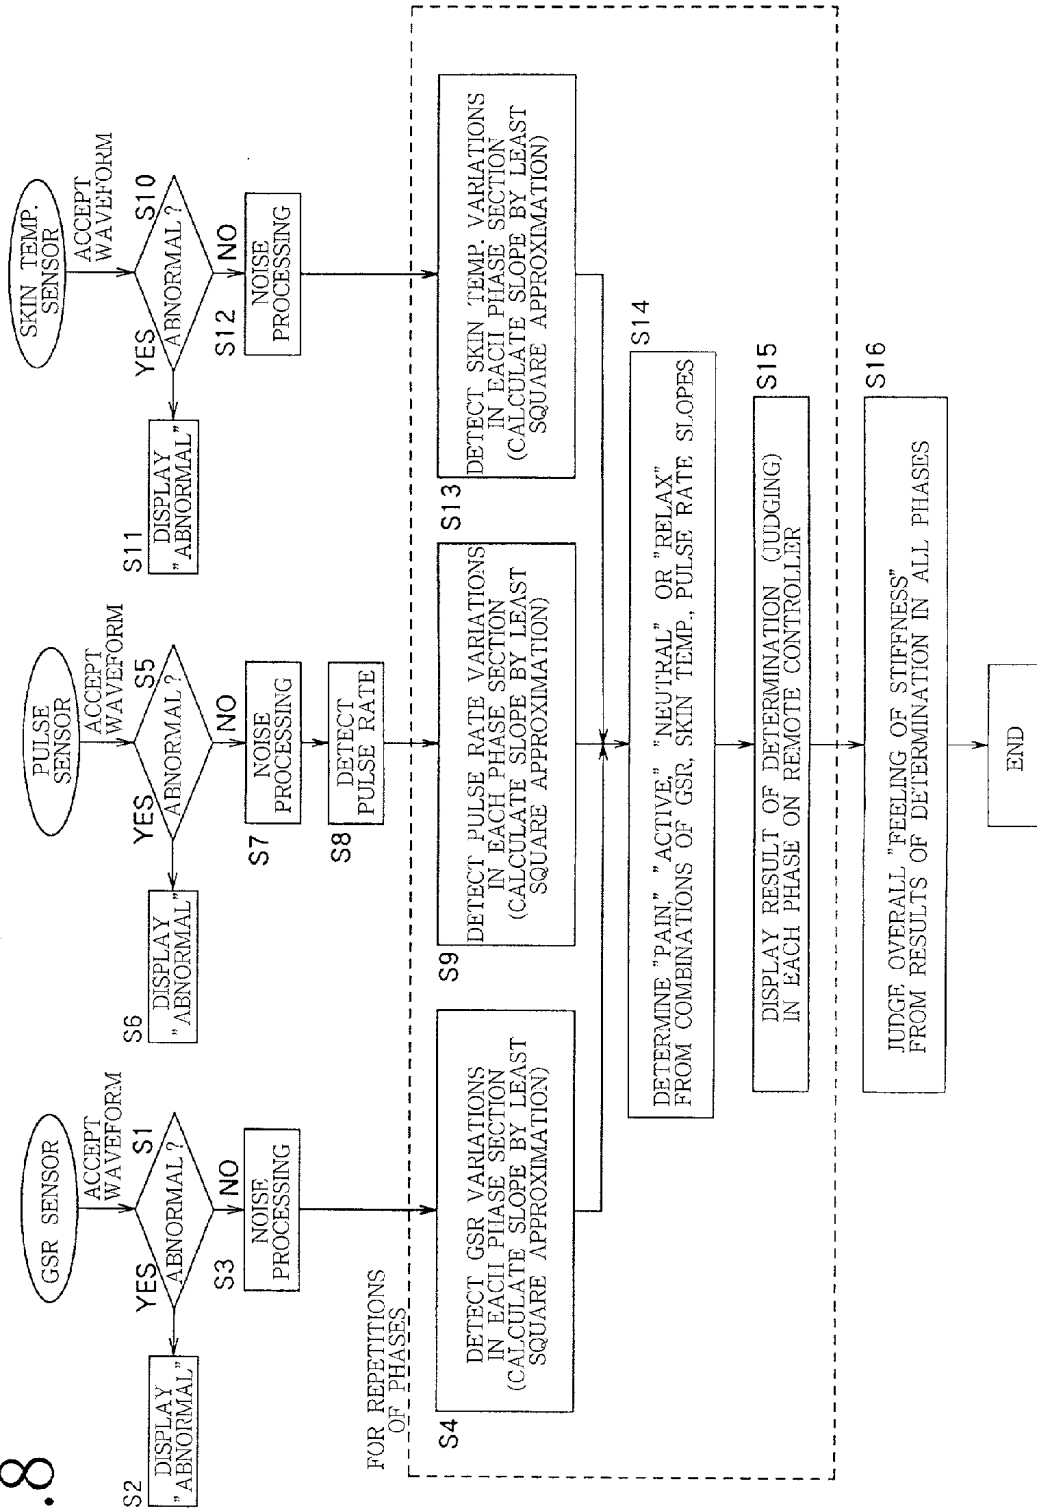 .8
GSR SENSOR
ACCEPT
WAVEFORM
S1
ABNORMAL?
YES
NO
S2
DISPLAY
"ABNORMAL"
S3
NOISE
PROCESSING
PULSE
SENSOR
ACCEPT
WAVEFORM
S5
ABNORMAL?
YES
NO
S6
DISPLAY
"ABNORMAL"
S7
NOISE
PROCESSING
S8
DETECT
PULSE RATE
SKIN TEMP.
SENSOR
ACCEPT
WAVEFORM
S10
ABNORMAL?
YES
NO
S11
DISPLAY
"ABNORMAL"
S12
NOISE
PROCESSING
FOR REPETITIONS
OF PHASES
S4
DETECT GSR VARIATIONS
IN EACH PHASE SECTION
(CALCULATE SLOPE BY LEAST
SQUARE APPROXIMATION)
S9
DETECT PULSE RATE VARIATIONS
IN EACH PHASE SECTION
(CALCULATE SLOPE BY LEAST
SQUARE APPROXIMATION)
S13
DETECT SKIN TEMP. VARIATIONS
IN EACH PHASE SECTION
(CALCULATE SLOPE BY LEAST
SQUARE APPROXIMATION)
S14
DETERMINE "PAIN," "ACTIVE," "NEUTRAL" OR "RELAX"
FROM COMBINATIONS OF GSR, SKIN TEMP., PULSE RATE SLOPES
S15
DISPLAY RESULT OF DETERMINATION (JUDGING)
IN EACH PHASE ON REMOTE CONTROLLER
S16
JUDGE OVERALL "FEELING OF STIFFNESS"
FROM RESULTS OF DETERMINATION IN ALL PHASES
END